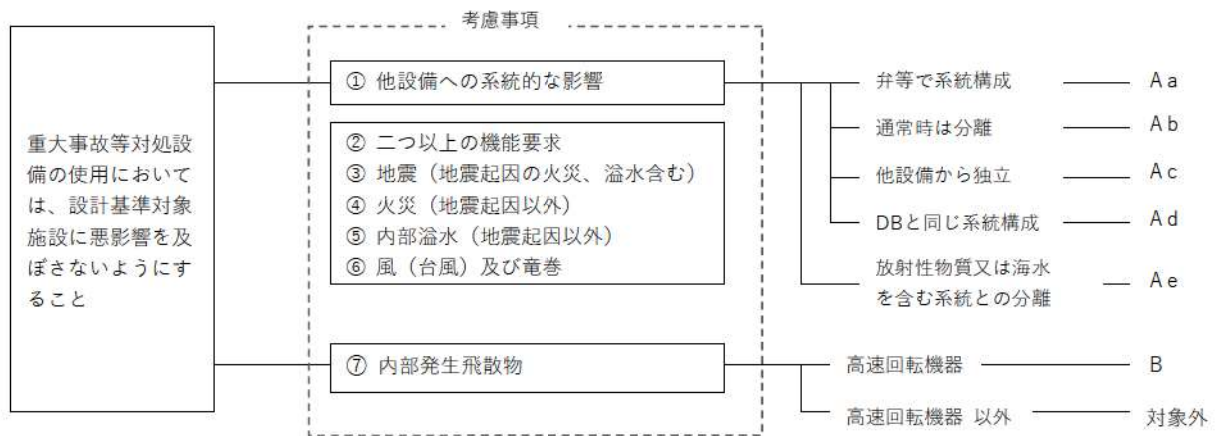 考慮事項
重大事故等対処設
備の使用において
は、設計基準対象
施設に悪影響を及
ぼさないようにす
ること
① 他設備への系統的な影響
② 二つ以上の機能要求
③ 地震（地震起因の火災、溢水含む）
④ 火災（地震起因以外）
⑤ 内部溢水（地震起因以外）
⑥ 風（台風）及び竜巻
⑦ 内部発生飛散物
弁等で系統構成 Aa
通常時は分離 Ab
他設備から独立 Ac
DBと同じ系統構成 Ad
放射性物質又は海水
を含む系統との分離 Ae
高速回転機器 B
高速回転機器 以外 対象外